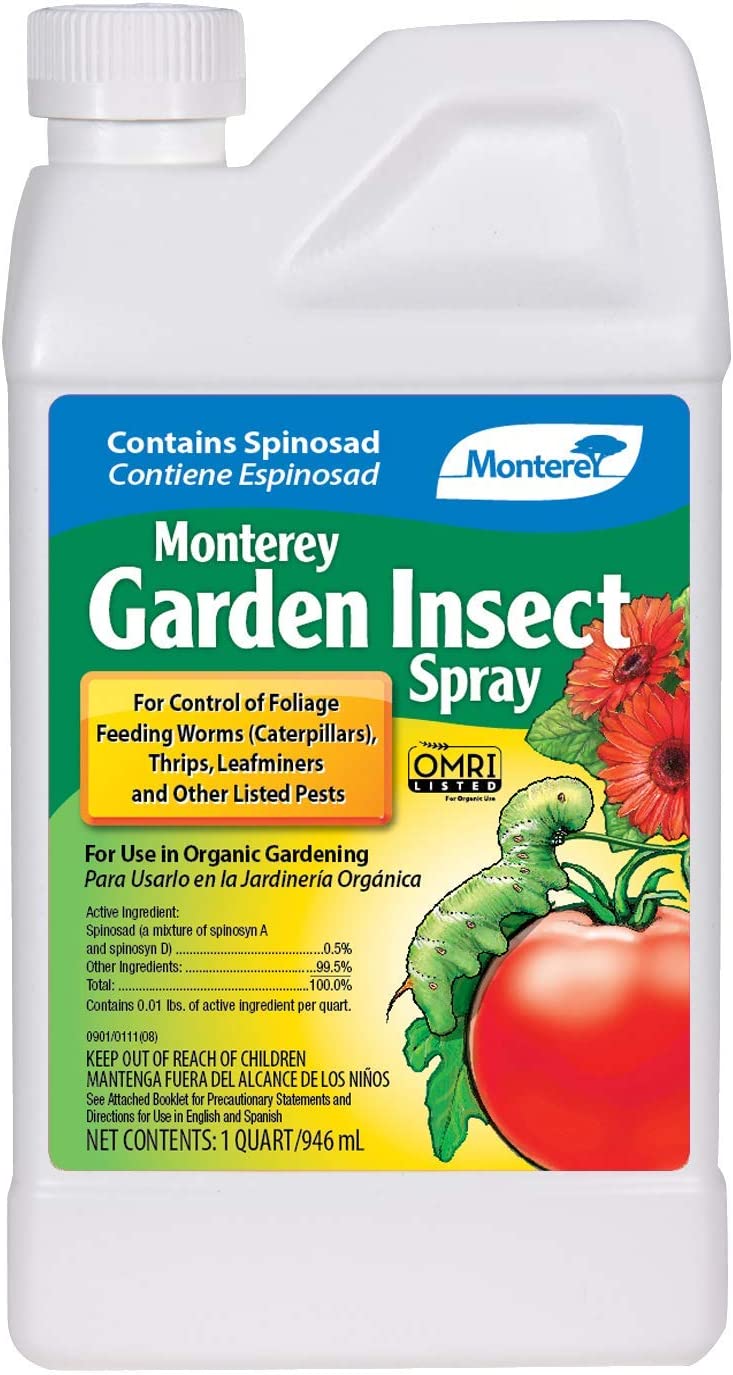 Contains Spinosad
Contiene Espinosad
Monterey
Monterey
Garden Insect
Spray
For Control of Foliage
Feeding Worms (Caterpillars),
Thrips, Leafminers
and Other Listed Pests
OMRI
LISTED
For Organic Use
For Use in Organic Gardening
Para Usarlo en la Jardinería Orgánica
Active Ingredient:
Spinosad (a mixture of spinosyn A
and spinosyn D) ..........................................0.5%
Other Ingredients: .....................................99.5%
Total: .......................................................100.0%
Contains 0.01 lbs. of active ingredient per quart.
0901/0111(08)
KEEP OUT OF REACH OF CHILDREN
MANTENGA FUERA DEL ALCANCE DE LOS NIÑOS
See Attached Booklet for Precautionary Statements and
Directions for Use in English and Spanish
NET CONTENTS: 1 QUART/946 mL